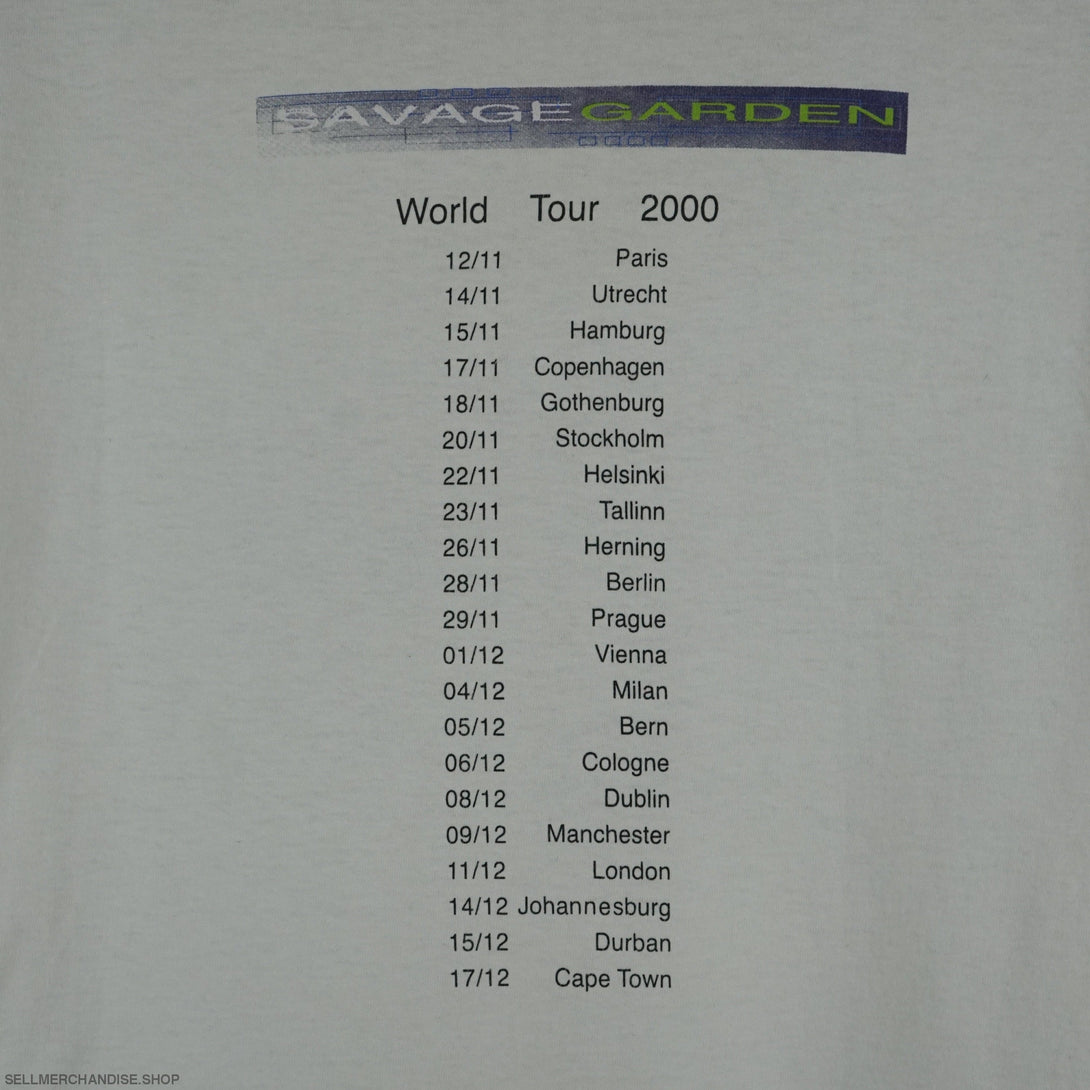 SAVAGE GARDEN
World Tour 2000
12/11 Paris
14/11 Utrecht
15/11 Hamburg
17/11 Copenhagen
18/11 Gothenburg
20/11 Stockholm
22/11 Helsinki
23/11 Tallinn
26/11 Herning
28/11 Berlin
29/11 Prague
01/12 Vienna
04/12 Milan
05/12 Bern
06/12 Cologne
08/12 Dublin
09/12 Manchester
11/12 London
14/12 Johannesburg
15/12 Durban
17/12 Cape Town
SELLMERCHANDISE.SHOP